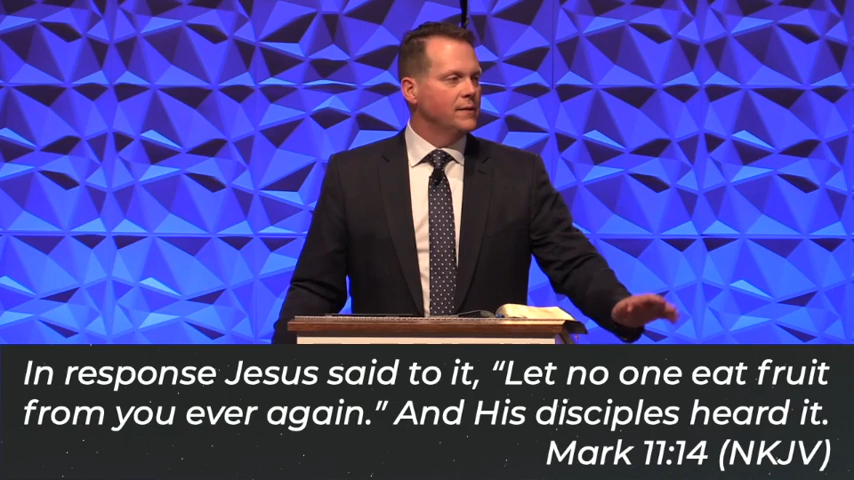 In response Jesus said to it, “Let no one eat fruit
from you ever again.” And His disciples heard it.
Mark 11:14 (NKJV)